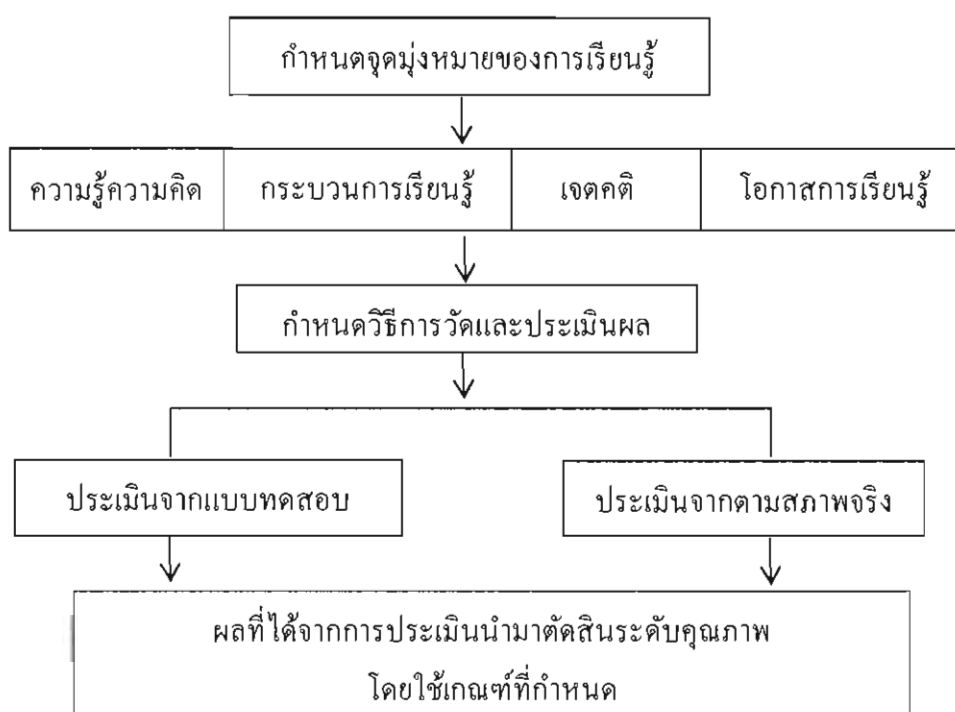 กำหนดจุดมุ่งหมายของการเรียนรู้
ความรู้ความคิด กระบวนการเรียนรู้ เจตคติ โอกาสการเรียนรู้
กำหนดวิธีการวัดและประเมินผล
ประเมินจากแบบทดสอบ ประเมินจากตามสภาพจริง
ผลที่ได้จากการประเมินนำมาตัดสินระดับคุณภาพ
โดยใช้เกณฑ์ที่กำหนด